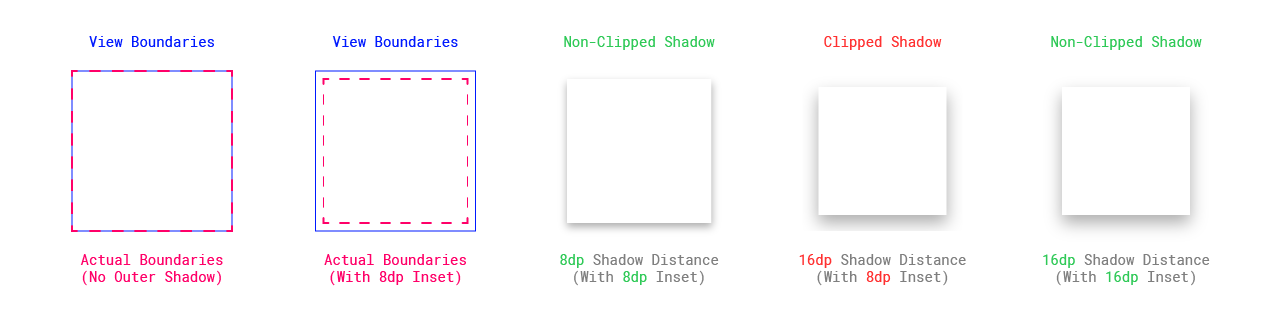 View Boundaries
View Boundaries
Non-Clipped Shadow
Clipped Shadow
Non-Clipped Shadow
Actual Boundaries
(No Outer Shadow)
Actual Boundaries
(With 8dp Inset)
8dp Shadow Distance
(With 8dp Inset)
16dp Shadow Distance
(With 8dp Inset)
16dp Shadow Distance
(With 16dp Inset)